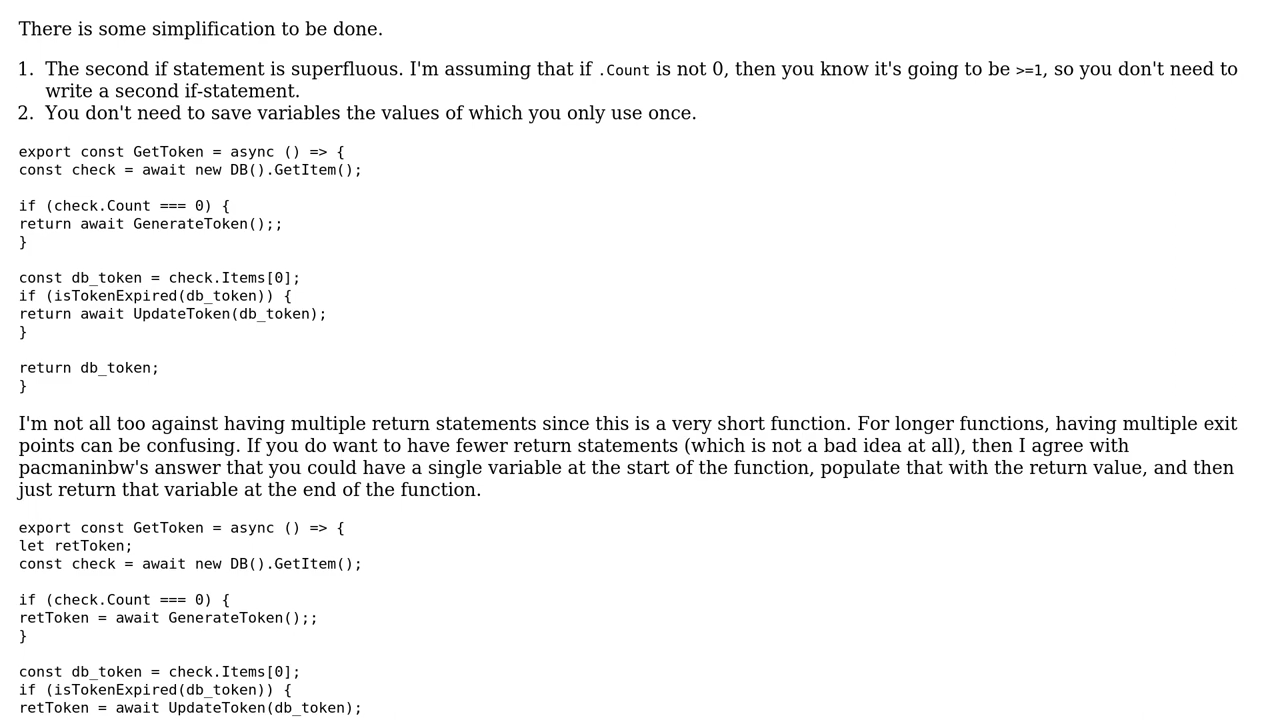 There is some simplification to be done.
1. The second if statement is superfluous. I'm assuming that if .Count is not 0, then you know it's going to be >=1, so you don't need to
write a second if-statement.
2. You don't need to save variables the values of which you only use once.
export const GetToken = async () => {
const check = await new DB().GetItem();
if (check.Count === 0) {
return await GenerateToken();;
}
const db_token = check.Items[0];
if (isTokenExpired(db_token)) {
return await UpdateToken(db_token);
}
return db_token;
}
I'm not all too against having multiple return statements since this is a very short function. For longer functions, having multiple exit
points can be confusing. If you do want to have fewer return statements (which is not a bad idea at all), then I agree with
pacmaninbw's answer that you could have a single variable at the start of the function, populate that with the return value, and then
just return that variable at the end of the function.
export const GetToken = async () => {
let retToken;
const check = await new DB().GetItem();
if (check.Count === 0) {
retToken = await GenerateToken();;
}
const db_token = check.Items[0];
if (isTokenExpired(db_token)) {
retToken = await UpdateToken(db_token);